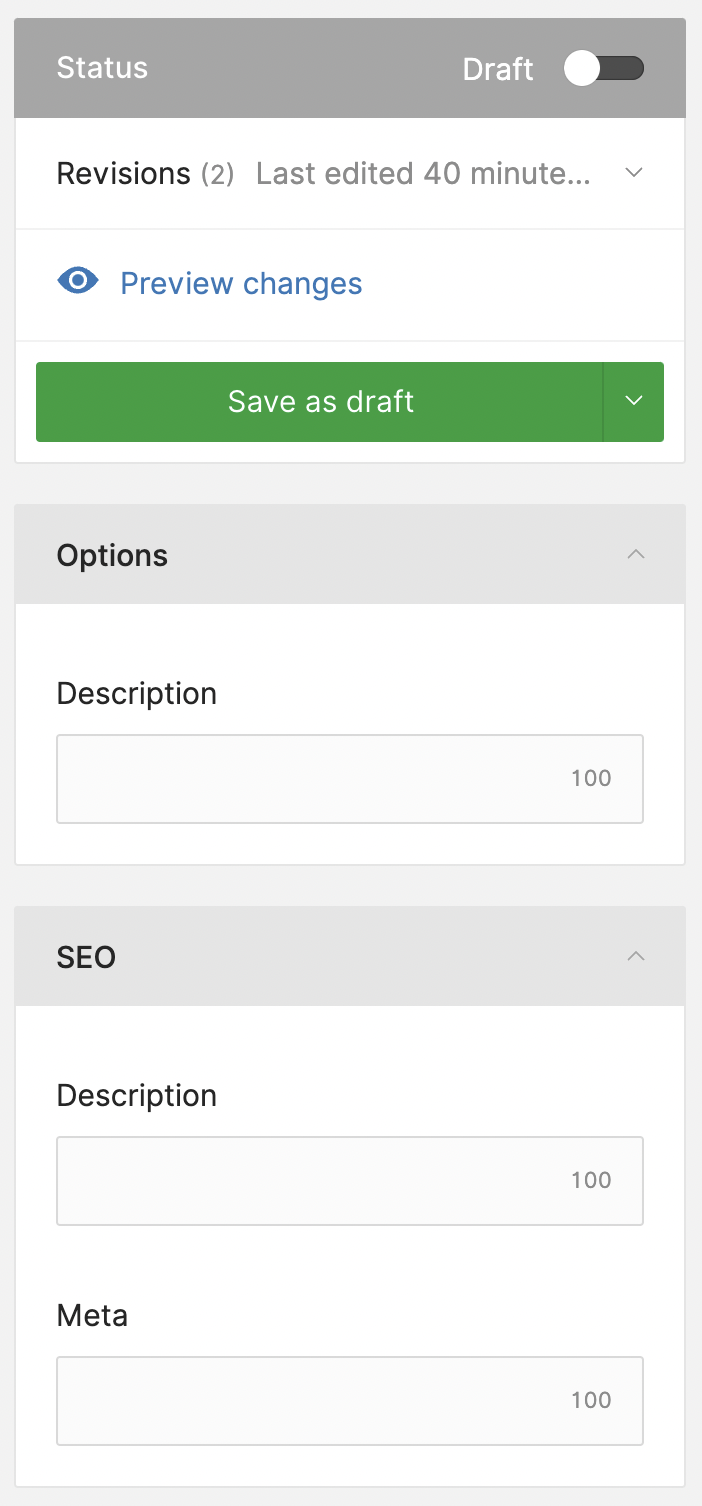 Status Draft
Revisions (2) Last edited 40 minute...
Preview changes
Save as draft
Options
Description
100
SEO
Description
100
Meta
100